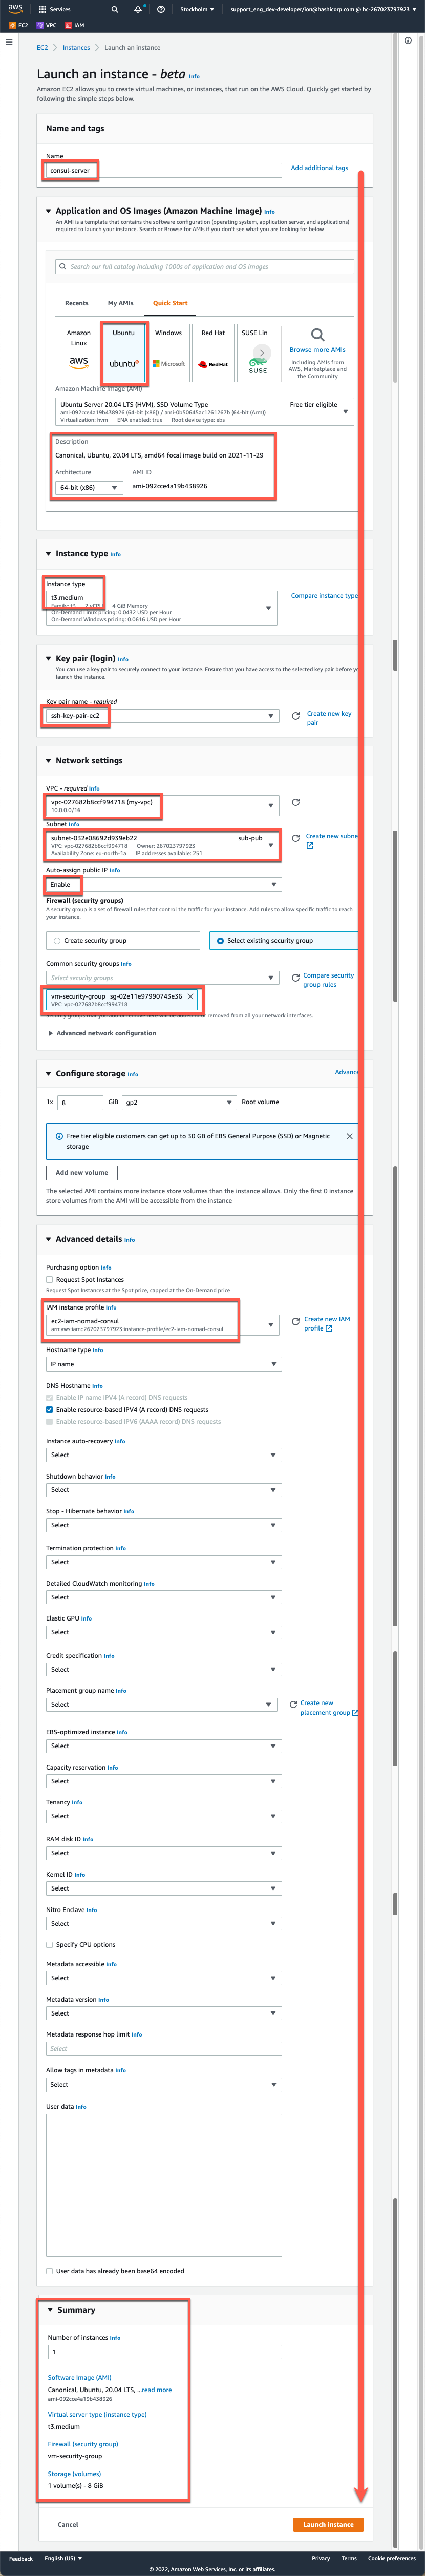 aws
Services
Stockholm
support_eng_dev-developer/ion@hashicorp.com @ hc-267023797923
EC2 VPC IAM
EC2 > Instances > Launch an instance
Launch an instance - beta Info
Amazon EC2 allows you to create virtual machines, or instances, that run on the AWS Cloud. Quickly get started by
following the simple steps below.
Name and tags
Name
consul-server
Add additional tags
Application and OS Images (Amazon Machine Image) Info
An AMI is a template that contains the software configuration (operating system, application server, and applications)
required to launch your instance. Search or Browse for AMIs if you don't see what you are looking for below
Search our full catalog including 1000s of application and OS images
Recents
My AMIs
Quick Start
Amazon
Linux
aws
Ubuntu
ubuntu
Windows
Microsoft
Red Hat
Red Hat
SUSE Lin
SUSE
Browse more AMIs
Including AMIs from
AWS, Marketplace and
the Community
Amazon Machine Image (AMI)
Ubuntu Server 20.04 LTS (HVM), SSD Volume Type
Free tier eligible
ami-092cce4a19b438926 (64-bit (x86)) / ami-0b50645ac1261267b (64-bit (Arm))
Virtualization: hvm ENA enabled: true Root device type: ebs
Description
Canonical, Ubuntu, 20.04 LTS, amd64 focal image build on 2021-11-29
Architecture
AMI ID
64-bit (x86)
ami-092cce4a19b438926
Instance type Info
Instance type
t3.medium
Family: t3 2 vCPU 4 GiB Memory
On-Demand Linux pricing: 0.0432 USD per Hour
On-Demand Windows pricing: 0.0616 USD per Hour
Compare instance type
Key pair (login) Info
You can use a key pair to securely connect to your instance. Ensure that you have access to the selected key pair before you
launch the instance.
Key pair name - required
ssh-key-pair-ec2
Create new key
pair
Network settings
VPC - required Info
vpc-027682b8ccf994718 (my-vpc)
10.0.0.0/16
Subnet Info
subnet-032e08692d939eb22
sub-pub
VPC: vpc-027682b8ccf994718 Owner: 267023797923
Availability Zone: eu-north-1a IP addresses available: 251
Create new subne
Auto-assign public IP Info
Enable
Firewall (security groups)
A security group is a set of firewall rules that control the traffic for your instance. Add rules to allow specific traffic to reach
your instance.
Create security group
Select existing security group
Common security groups Info
Select security groups
Compare security
group rules
vm-security-group sg-02e11e97990743e36
VPC: vpc-027682b8ccf994718
Security groups that you add or remove here will be added to or removed from all your network interfaces.
Advanced network configuration
Configure storage Info
Advance
1x
8
GiB
gp2
Root volume
Free tier eligible customers can get up to 30 GB of EBS General Purpose (SSD) or Magnetic
storage
Add new volume
The selected AMI contains more instance store volumes than the instance allows. Only the first 0 instance
store volumes from the AMI will be accessible from the instance
Advanced details Info
Purchasing option Info
Request Spot Instances
Request Spot Instances at the Spot price, capped at the On-Demand price
IAM instance profile Info
ec2-iam-nomad-consul
arn:aws:iam::267023797923:instance-profile/ec2-iam-nomad-consul
Create new IAM
profile
Hostname type Info
IP name
DNS Hostname Info
Enable IP name IPV4 (A record) DNS requests
Enable resource-based IPV4 (A record) DNS requests
Enable resource-based IPV6 (AAAA record) DNS requests
Instance auto-recovery Info
Select
Shutdown behavior Info
Select
Stop - Hibernate behavior Info
Select
Termination protection Info
Select
Detailed CloudWatch monitoring Info
Select
Elastic GPU Info
Select
Credit specification Info
Select
Placement group name Info
Select
Create new
placement group
EBS-optimized instance Info
Select
Capacity reservation Info
Select
Tenancy Info
Select
RAM disk ID Info
Select
Kernel ID Info
Select
Nitro Enclave Info
Select
Specify CPU options
Metadata accessible Info
Select
Metadata version Info
Select
Metadata response hop limit Info
Select
Allow tags in metadata Info
Select
User data Info
User data has already been base64 encoded
Summary
Number of instances Info
1
Software Image (AMI)
Canonical, Ubuntu, 20.04 LTS, ...read more
ami-092cce4a19b438926
Virtual server type (instance type)
t3.medium
Firewall (security group)
vm-security-group
Storage (volumes)
1 volume(s) - 8 GiB
Cancel
Launch instance
Feedback
English (US)
Privacy
Terms
Cookie preferences
© 2022, Amazon Web Services, Inc. or its affiliates.